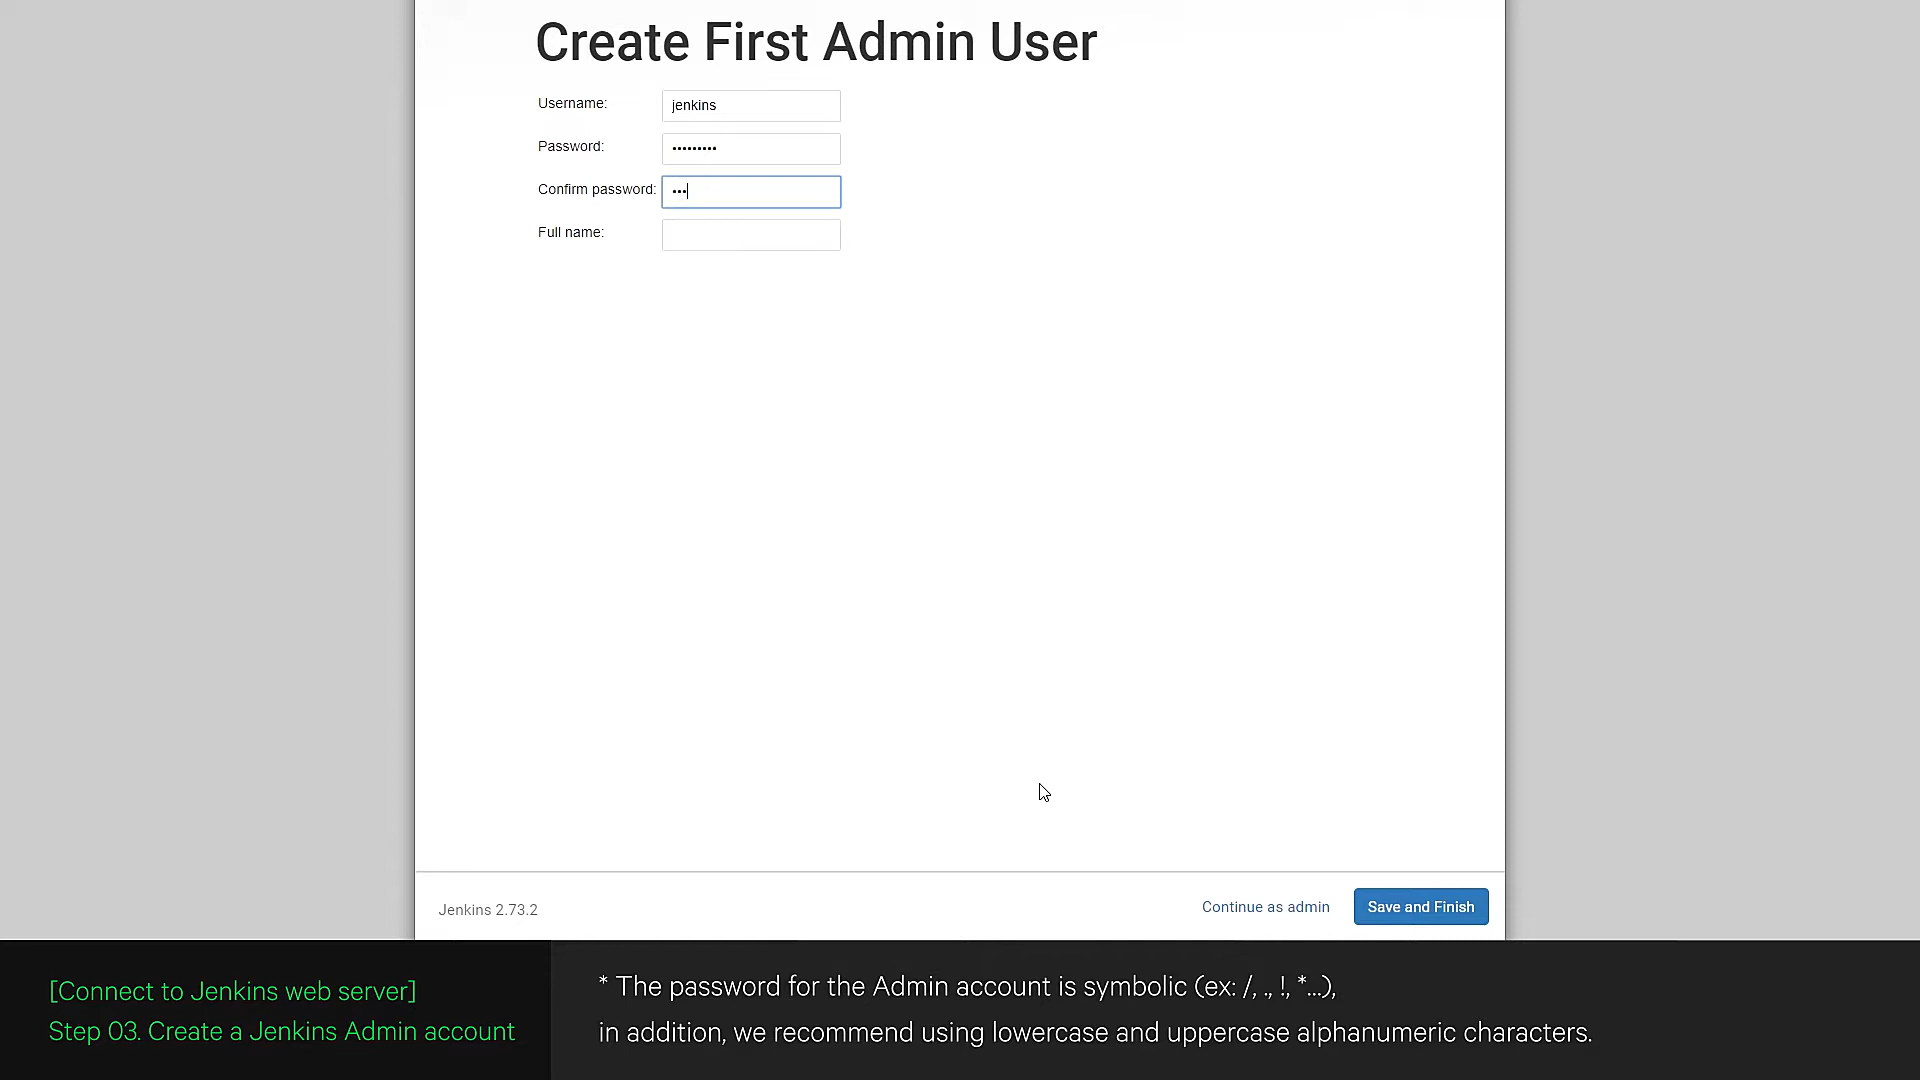 Create First Admin User
Username: jenkins
Password: •••••••••
Confirm password: •••
Full name:
Jenkins 2.73.2 Continue as admin Save and Finish
[Connect to Jenkins web server]
Step 03. Create a Jenkins Admin account
* The password for the Admin account is symbolic (ex: /, ., !, *...),
in addition, we recommend using lowercase and uppercase alphanumeric characters.